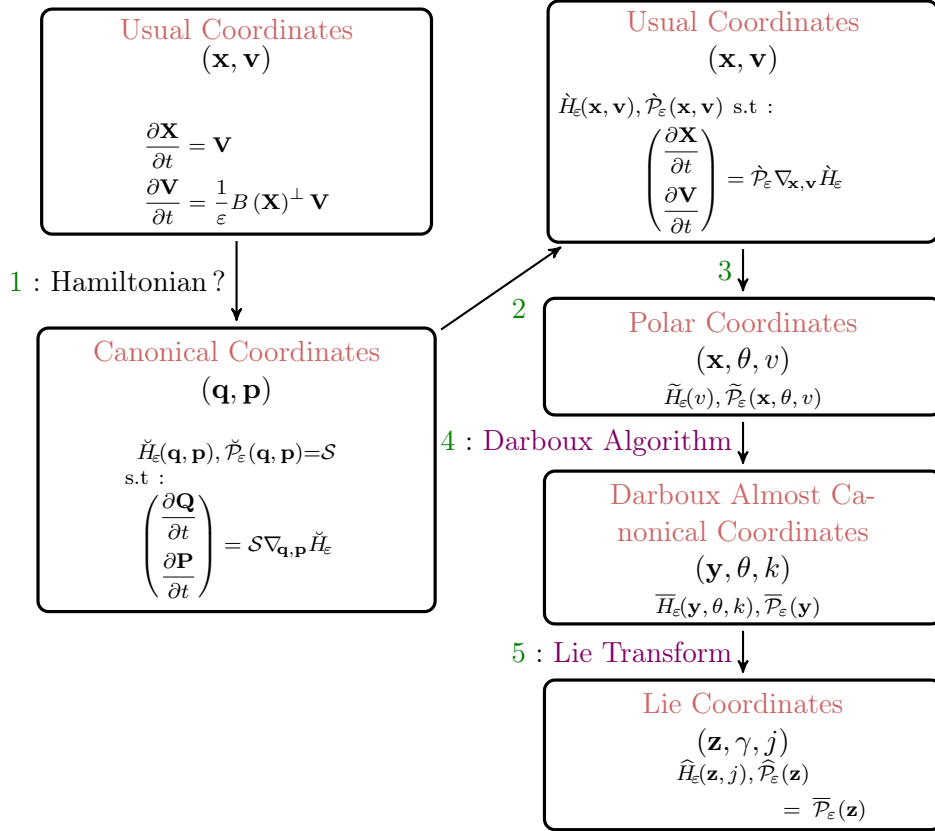 Usual Coordinates
(x, v)
∂X/∂t = V
∂V/∂t = 1/ε B (X)^⊥ V
1 : Hamiltonian ?
Canonical Coordinates
(q, p)
H̆_ε(q, p), P̆_ε(q, p)=S
s.t :
(∂Q/∂t
∂P/∂t) = S∇_{q,p}H̆_ε
2
Usual Coordinates
(x, v)
H̀_ε(x, v), P̀_ε(x, v) s.t :
(∂X/∂t
∂V/∂t) = P̀_ε ∇_{x,v}H̀_ε
3
Polar Coordinates
(x, θ, v)
H̃_ε(v), P̃_ε(x, θ, v)
4 : Darboux Algorithm
Darboux Almost Ca-
nonical Coordinates
(y, θ, k)
H̅_ε(y, θ, k), P̅_ε(y)
5 : Lie Transform
Lie Coordinates
(z, γ, j)
Ĥ_ε(z, j), P̂_ε(z)
= P̅_ε(z)